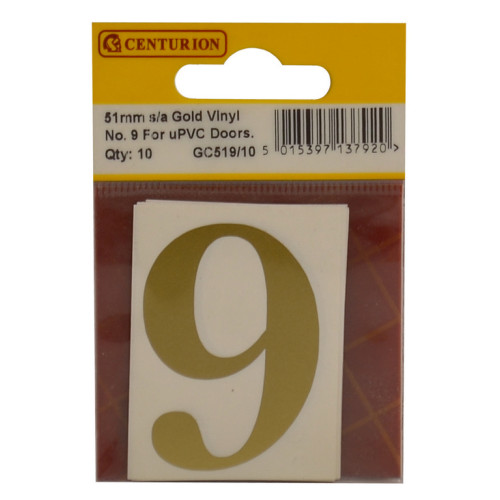 CENTURION
51mm s/a Gold Vinyl
No. 9 For uPVC Doors.
Qty: 10 GC519/10
5 015397 137920 >
9